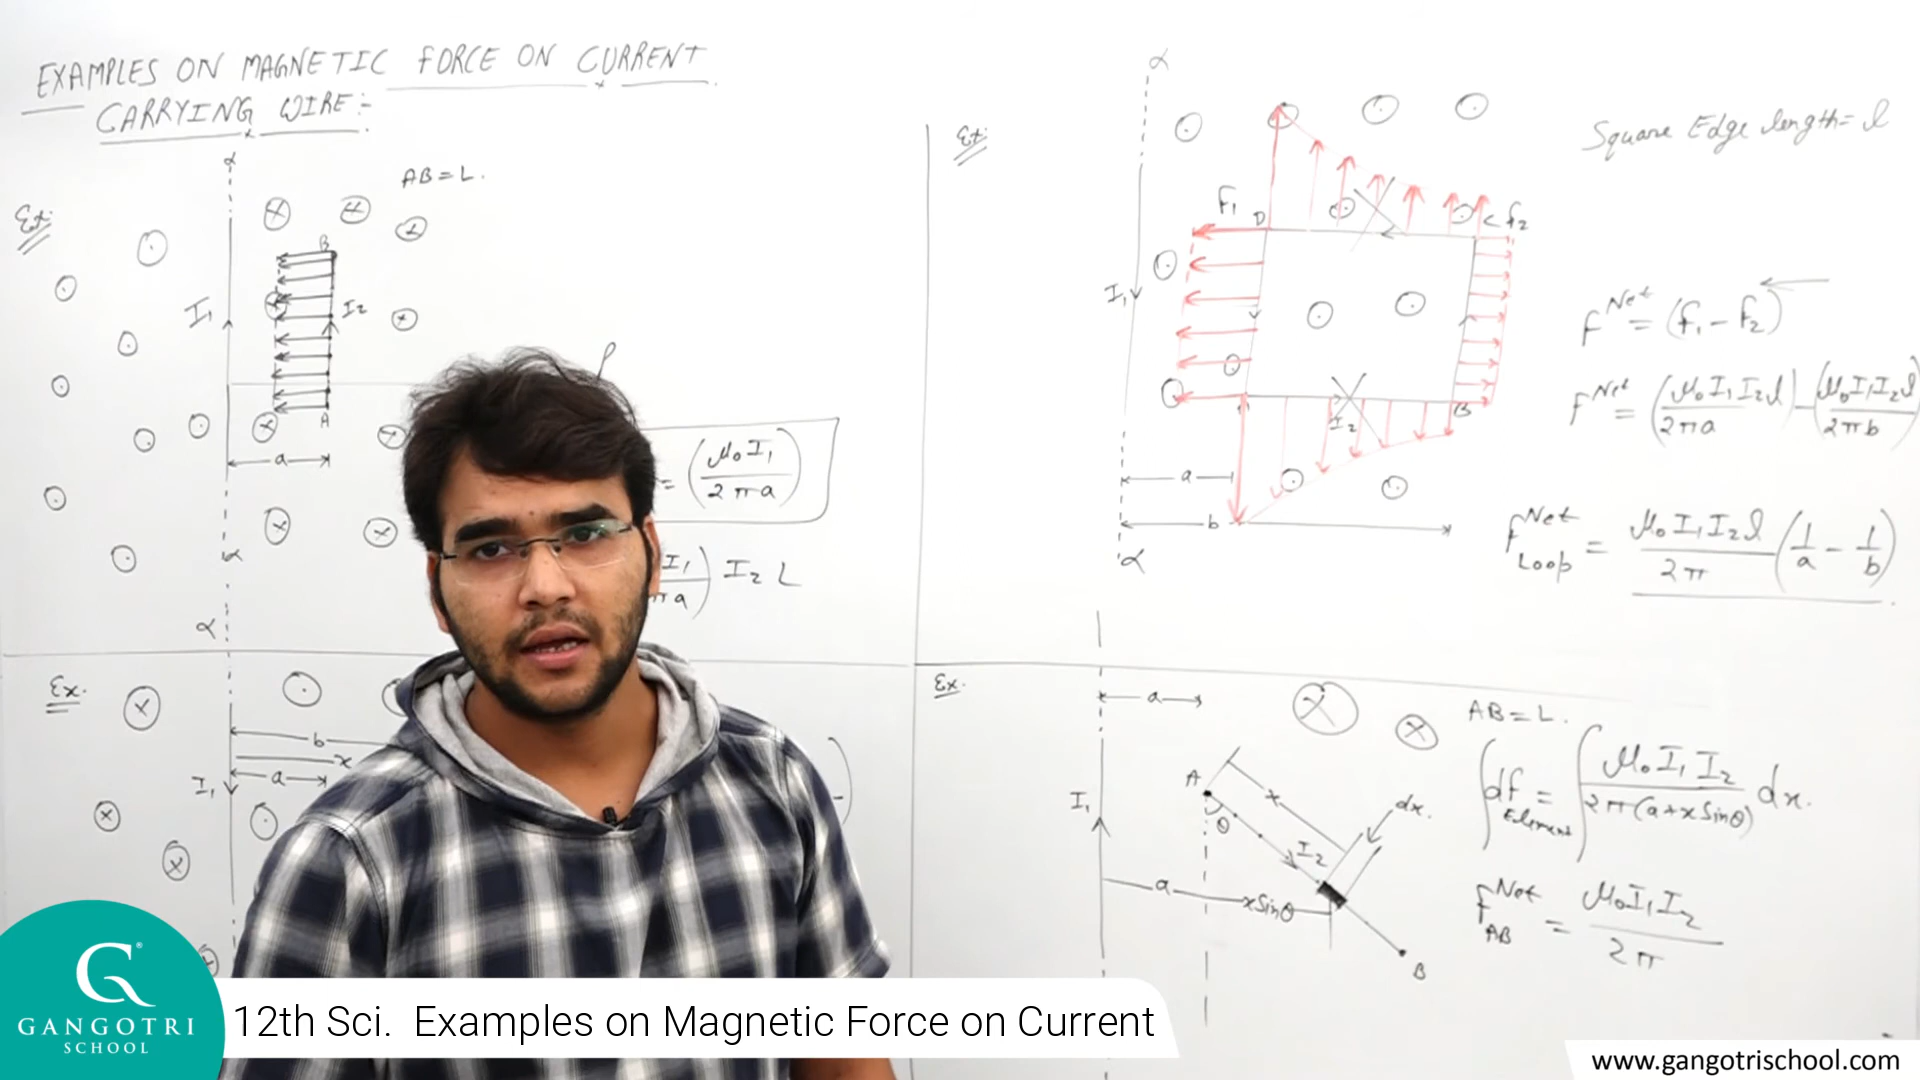 EXAMPLES ON MAGNETIC FORCE ON CURRENT
CARRYING WIRE :-
Ex:
α
AB = L.
B
I₁
I₂
A
a
= (μ₀I₁ / 2πa)
I₂ L
α
α
Ex.
b
x
a
I₁
Ex:
α
Square Edge length = l
F₁
D
F₂
I₁
I₂
B
a
b
α
F^Net = (F₁ - F₂)
F^Net = (μ₀I₁I₂l / 2πa) - (μ₀I₁I₂l / 2πb)
F^Net Loop = μ₀I₁I₂l / 2π (1/a - 1/b)
Ex.
a
AB = L.
I₁
A
θ
x
dx.
I₂
a
xSinθ
B
∫dF Element = ∫ μ₀I₁I₂ / 2π(a+xSinθ) dx.
F^Net AB = μ₀I₁I₂ / 2π
G
GANGOTRI
SCHOOL
12th Sci. Examples on Magnetic Force on Current
www.gangotrischool.com